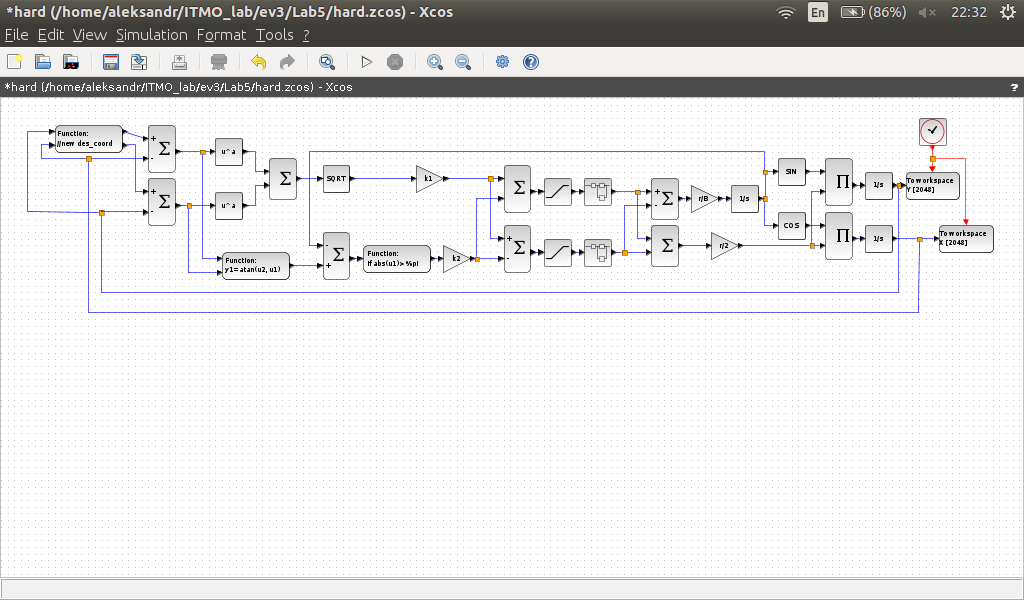 *hard (/home/aleksandr/ITMO_lab/ev3/Lab5/hard.zcos) - Xcos
En (86%) 22:32
File Edit View Simulation Format Tools ?
*hard (/home/aleksandr/ITMO_lab/ev3/Lab5/hard.zcos) - Xcos ?
Function:
//new des_coord
+
-
Σ
u^a
Σ
SQRT
k1
Σ
+
-
Σ
r/B
1/s
SIN
Π
1/s
To workspace
Y [2048]
+
-
Σ
u^a
COS
Π
1/s
To workspace
X [2048]
Function:
y1=atan(u2, u1)
-
+
Σ
Function:
if abs(u1)> %pi
k2
+
-
Σ
Σ
r/2